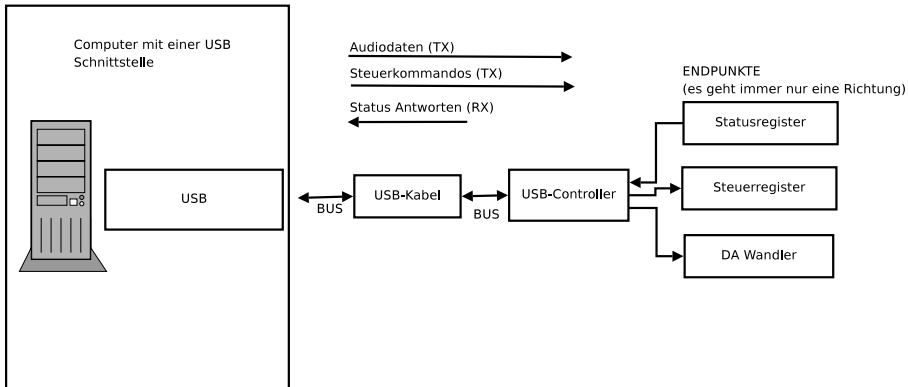 Computer mit einer USB
Schnittstelle
Audiodaten (TX)
Steuerkommandos (TX)
Status Antworten (RX)
ENDPUNKTE
(es geht immer nur eine Richtung)
Statusregister
USB
BUS
USB-Kabel
BUS
USB-Controller
Steuerregister
DA Wandler